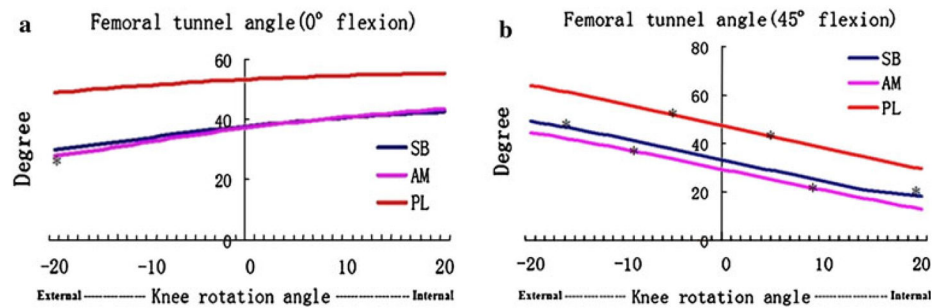 a
Femoral tunnel angle(0° flexion)
60
40
20
0
Degree
SB
AM
PL
*
-20 -10 0 10 20
External ---------- Knee rotation angle ---------- Internal
b
Femoral tunnel angle(45° flexion)
80
60
40
20
0
Degree
SB
AM
PL
* * * * * *
-20 -10 0 10 20
External ---------- Knee rotation angle ---------- Internal